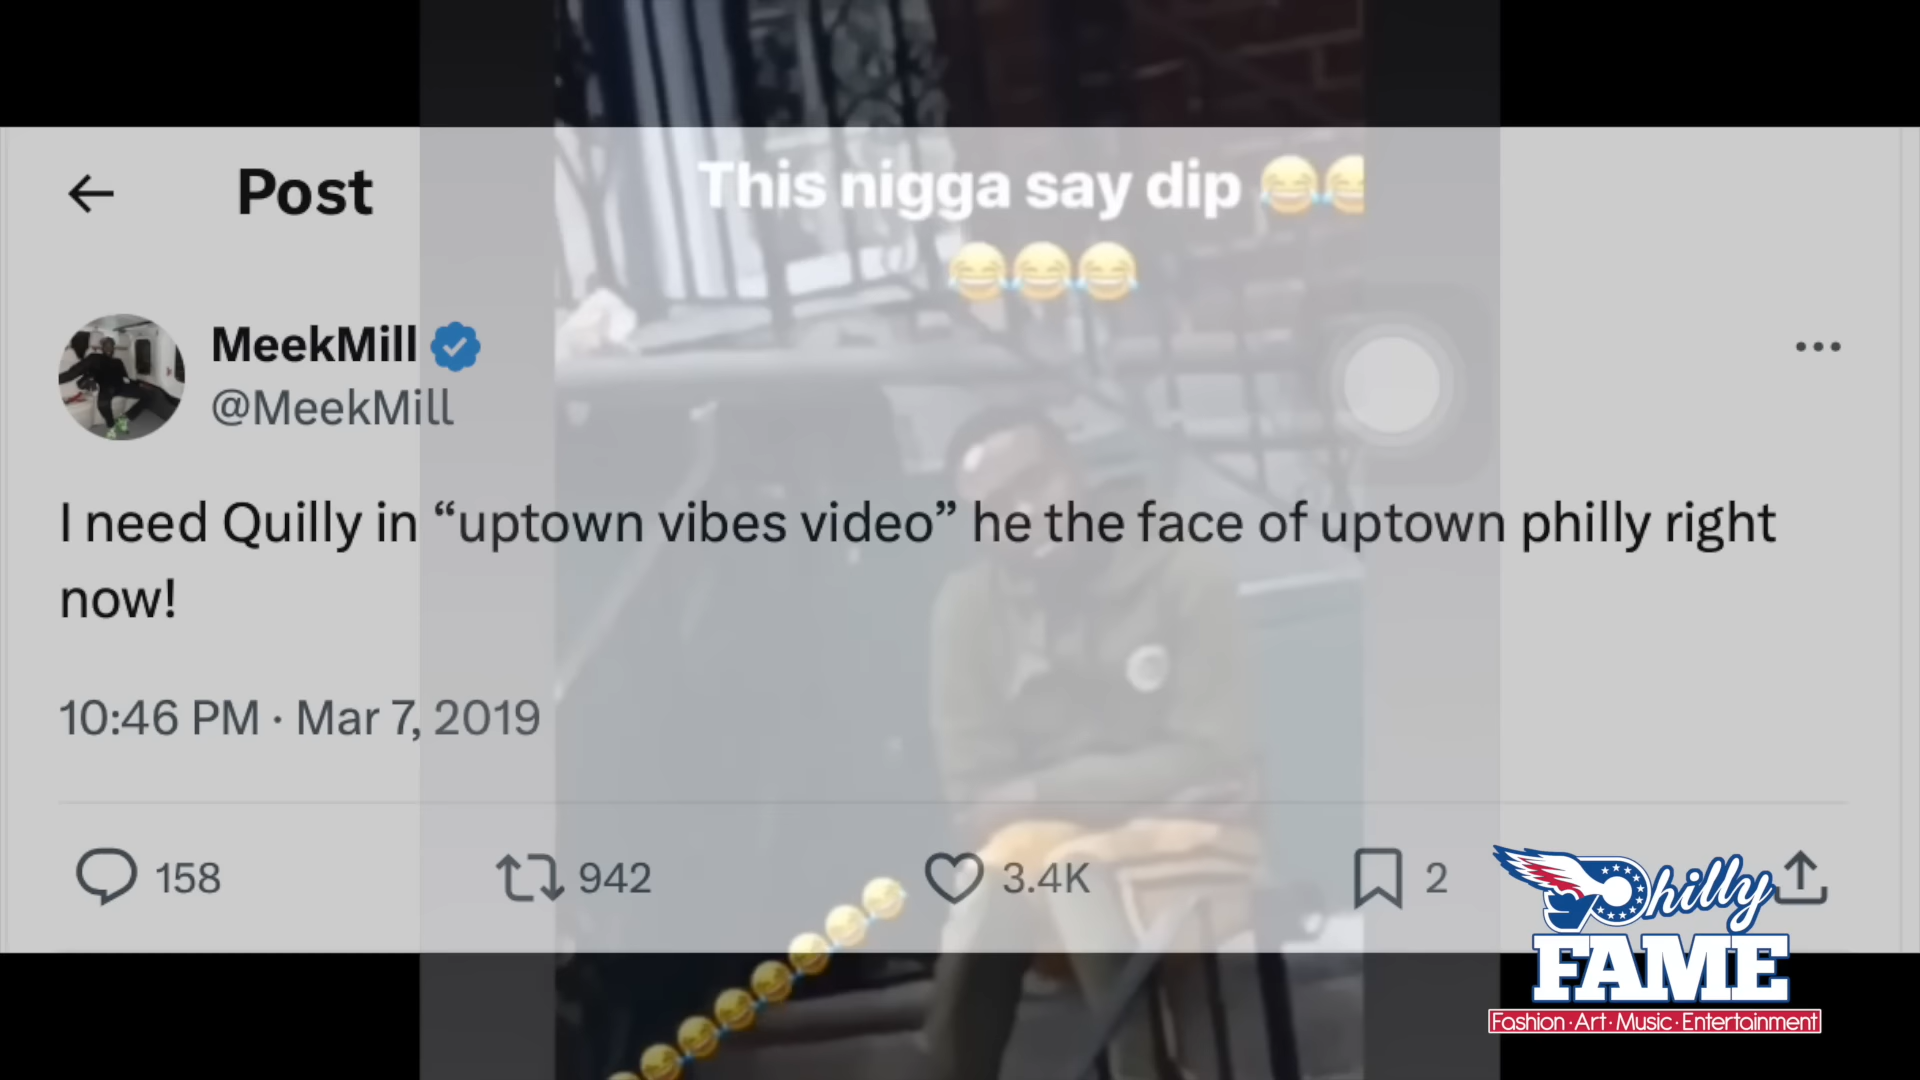 This nigga say dip 😂😂
😂😂😂
Post
MeekMill
@MeekMill
I need Quilly in “uptown vibes video” he the face of uptown philly right
now!
10:46 PM · Mar 7, 2019
158 942 3.4K 2
Philly
FAME
Fashion·Art·Music·Entertainment